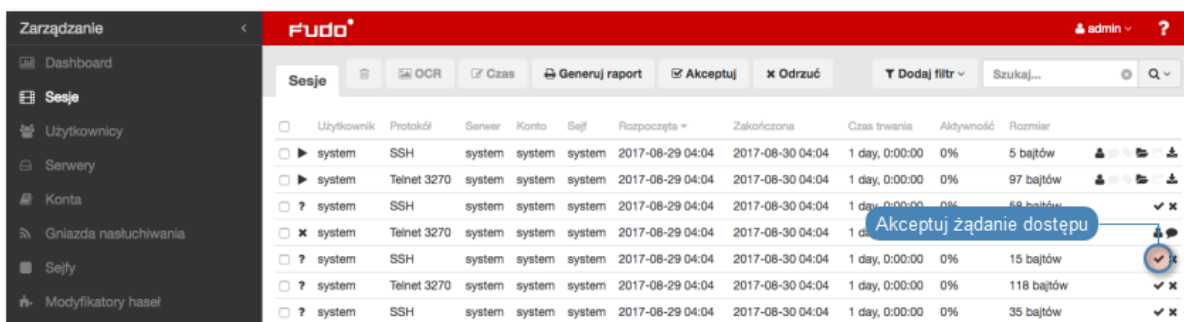 Zarządzanie
Fudo
admin
?
Dashboard
Sesje
Użytkownicy
Serwery
Konta
Gniazda nasłuchiwania
Sejfy
Modyfikatory haseł
Sesje OCR Czas Generuj raport Akceptuj Odrzuć Dodaj filtr Szukaj...
Użytkownik Protokół Serwer Konto Sejf Rozpoczęta Zakończona Czas trwania Aktywność Rozmiar
system SSH system system system 2017-08-29 04:04 2017-08-30 04:04 1 day, 0:00:00 0% 5 bajtów
system Telnet 3270 system system system 2017-08-29 04:04 2017-08-30 04:04 1 day, 0:00:00 0% 97 bajtów
? system SSH system system system 2017-08-29 04:04 2017-08-30 04:04 1 day, 0:00:00 0% 58 bajtów
system Telnet 3270 system system system 2017-08-29 04:04 2017-08-30 04:04 1 d
Akceptuj żądanie dostępu
? system SSH system system system 2017-08-29 04:04 2017-08-30 04:04 1 day, 0:00:00 0% 15 bajtów
? system Telnet 3270 system system system 2017-08-29 04:04 2017-08-30 04:04 1 day, 0:00:00 0% 118 bajtów
? system SSH system system system 2017-08-29 04:04 2017-08-30 04:04 1 day, 0:00:00 0% 35 bajtów